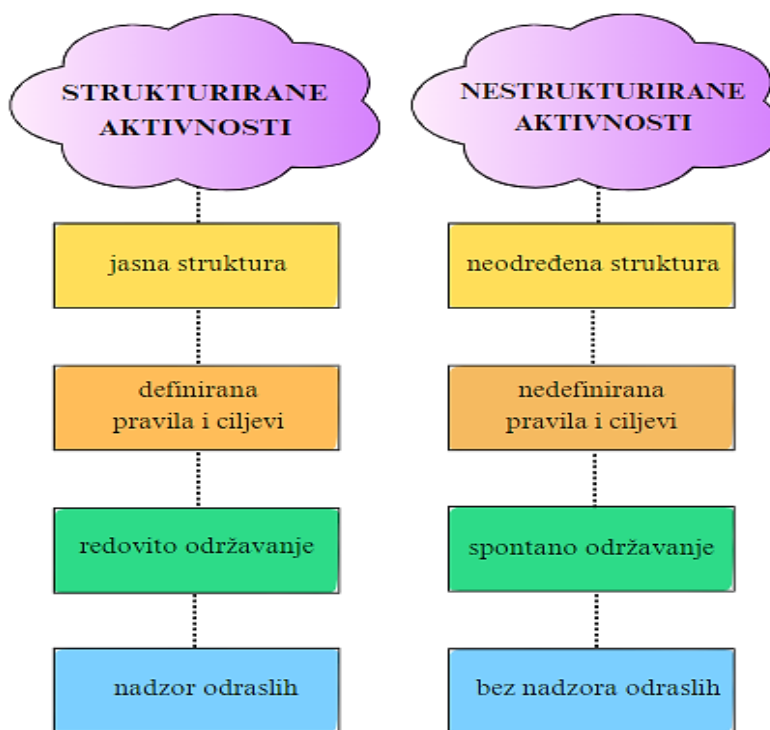 STRUKTURIRANE
AKTIVNOSTI
jasna struktura
definirana
pravila i ciljevi
redovito održavanje
nadzor odraslih
NESTRUKTURIRANE
AKTIVNOSTI
neodređena struktura
nedefinirana
pravila i ciljevi
spontano održavanje
bez nadzora odraslih